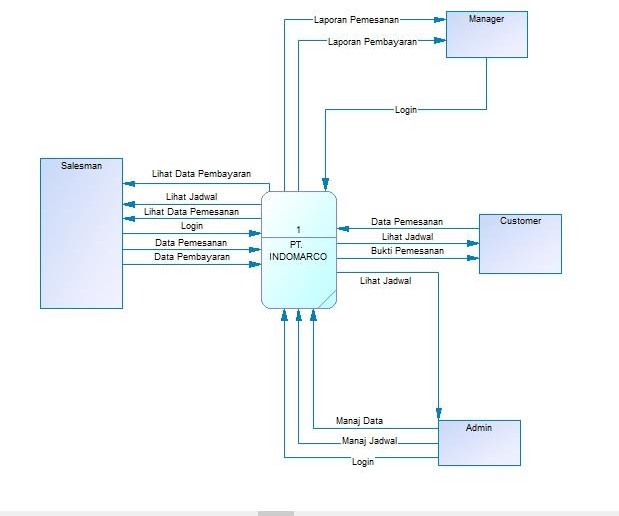 Laporan Pemesanan
Manager
Laporan Pembayaran
Login
Salesman
Lihat Data Pembayaran
Lihat Jadwal
Lihat Data Pemesanan
Login
Data Pemesanan
Data Pembayaran
1
PT.
INDOMARCO
Data Pemesanan
Customer
Lihat Jadwal
Bukti Pemesanan
Lihat Jadwal
Manaj Data
Admin
Manaj Jadwal
Login